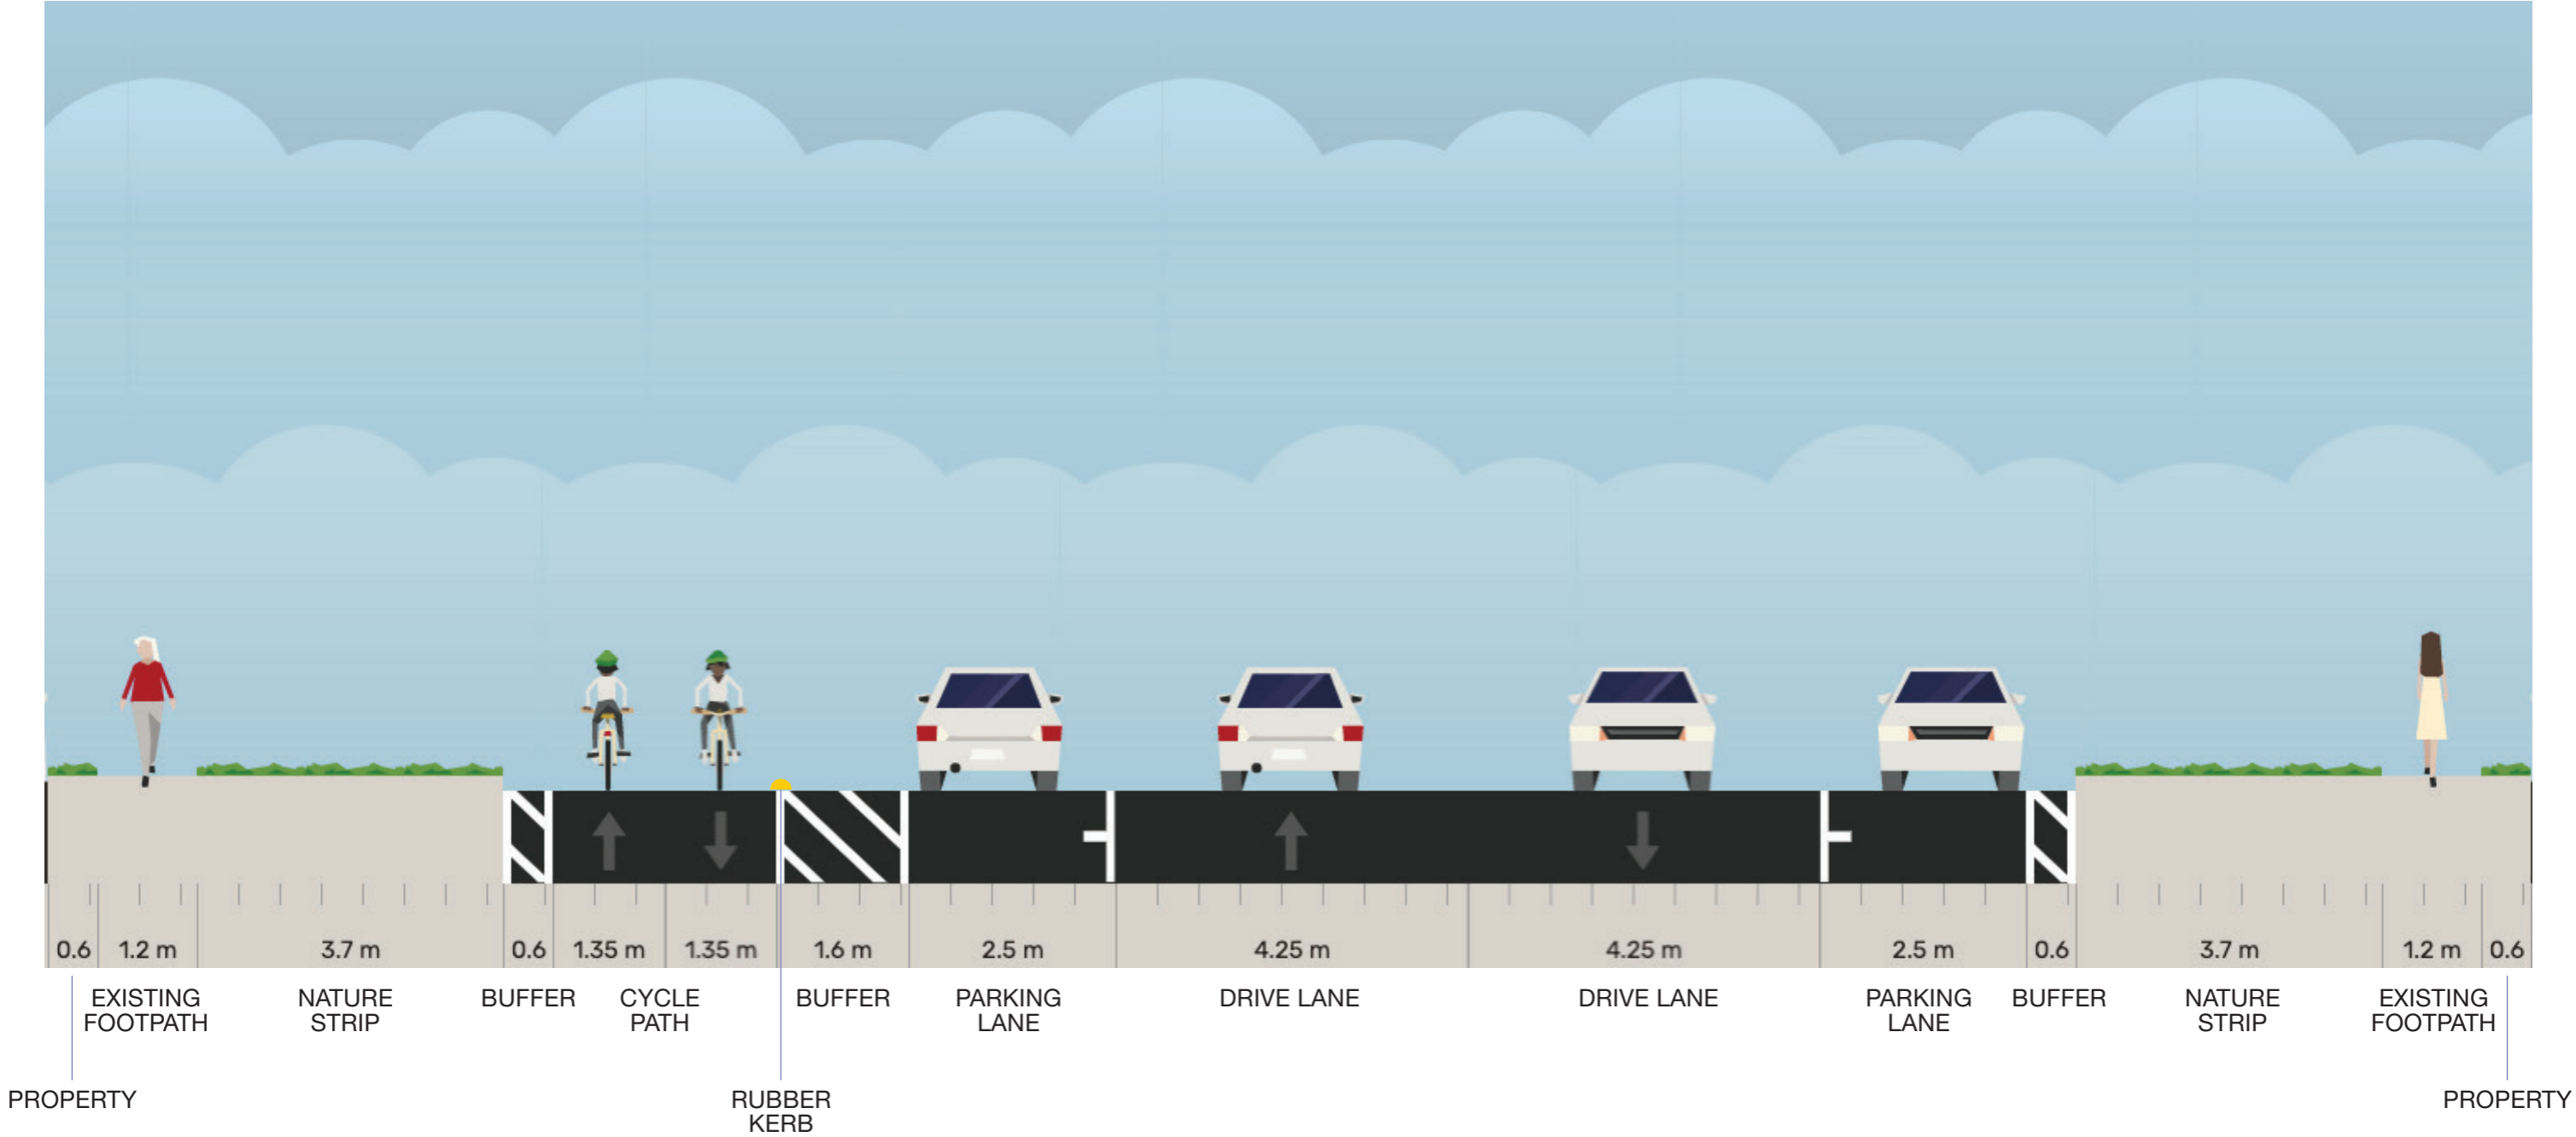 0.6 1.2 m 3.7 m 0.6 1.35 m 1.35 m 1.6 m 2.5 m 4.25 m 4.25 m 2.5 m 0.6 3.7 m 1.2 m 0.6
EXISTING NATURE BUFFER CYCLE BUFFER PARKING DRIVE LANE DRIVE LANE PARKING BUFFER NATURE EXISTING
FOOTPATH STRIP PATH LANE LANE STRIP FOOTPATH
PROPERTY RUBBER PROPERTY
KERB